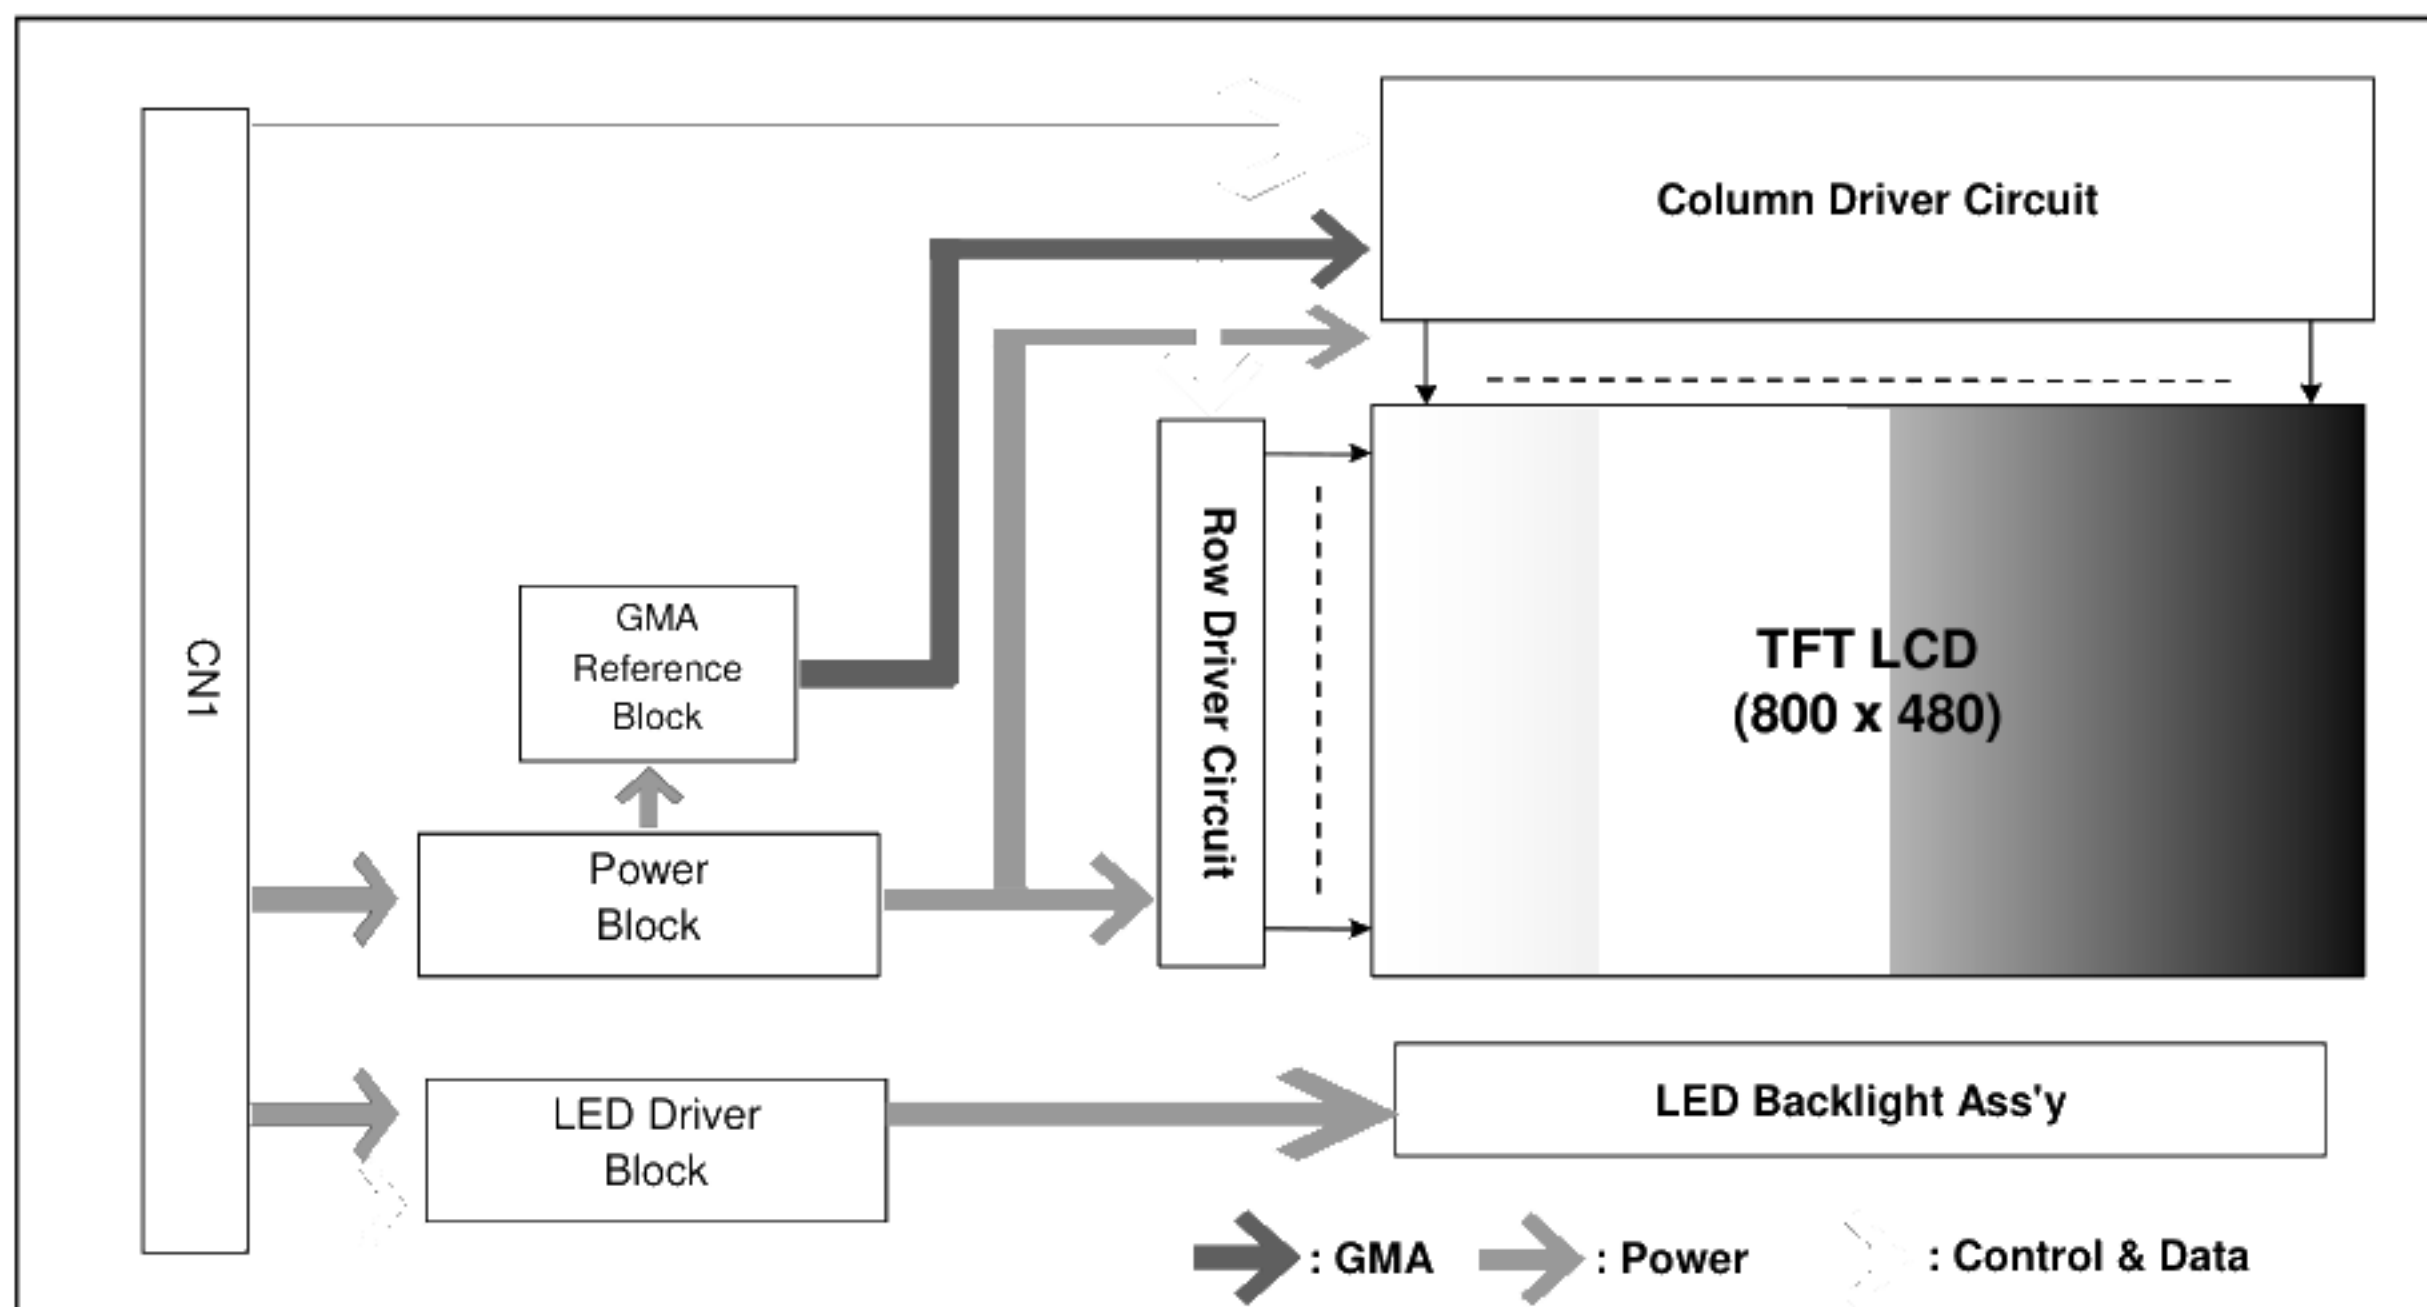 Column Driver Circuit
CN1
GMA
Reference
Block
Row Driver Circuit
TFT LCD
(800 x 480)
Power
Block
LED Driver
Block
LED Backlight Ass'y
: GMA
: Power
: Control & Data